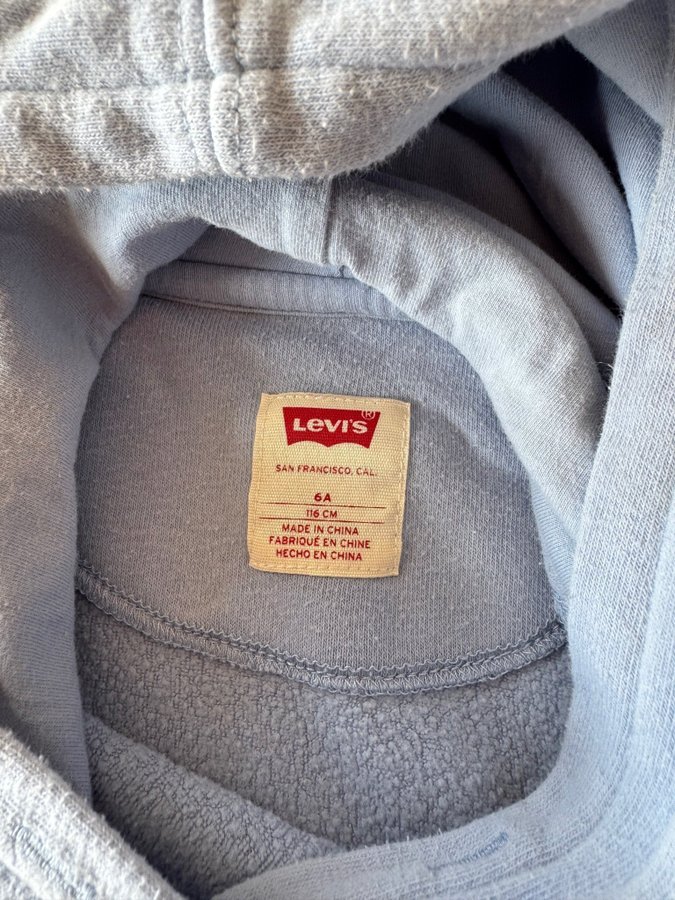 Levi's ®
SAN FRANCISCO, CAL.
6A
116 CM
MADE IN CHINA
FABRIQUÉ EN CHINE
HECHO EN CHINA